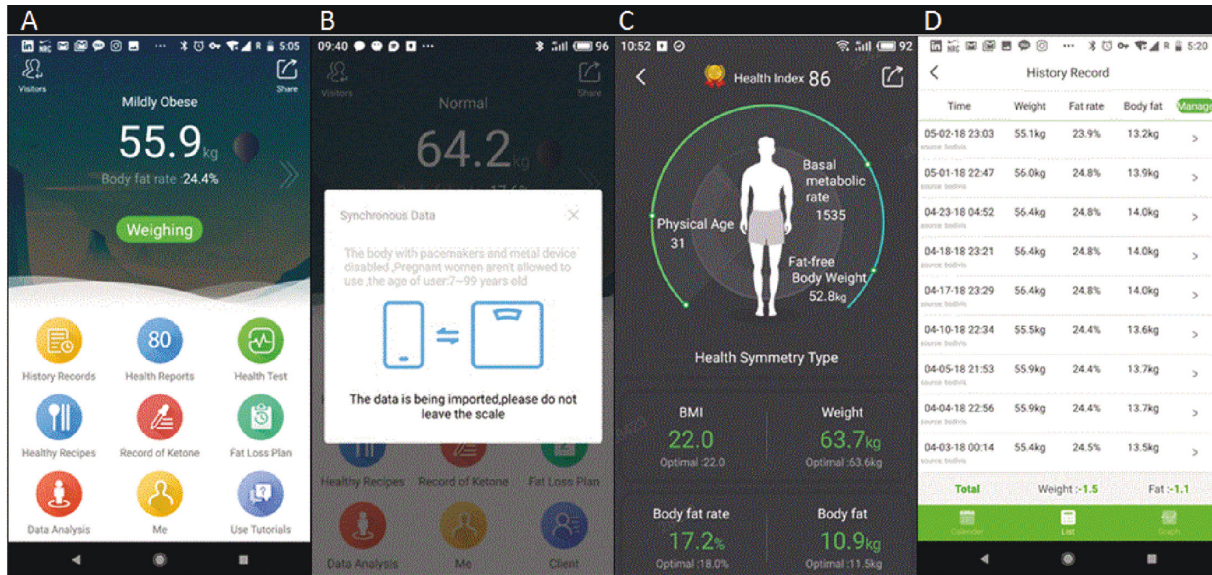 A
5:05
Visitors
Share
Mildly Obese
55.9 kg
Body fat rate :24.4%
Weighing
History Records
80
Health Reports
Health Test
Healthy Recipes
Record of Ketone
Fat Loss Plan
Data Analysis
Me
Use Tutorials
B
09:40
96
Visitors
Share
Normal
64.2 kg
Synchronous Data
The body with pacemakers and metal device
disabled ,Pregnant women aren't allowed to
use ,the age of user:7~99 years old
The data is being imported,please do not
leave the scale
Healthy Recipes
Record of Ketone
Fat Loss Plan
Data Analysis
Me
Client
C
10:52
92
Health Index 86
Basal
metabolic
rate
1535
Physical Age
31
Fat-free
Body Weight
52.8kg
Health Symmetry Type
BMI
Weight
22.0
63.7kg
Optimal :22.0
Optimal :63.6kg
Body fat rate
Body fat
17.2%
10.9kg
Optimal :18.0%
Optimal :11.5kg
D
R 5:20
History Record
Time Weight Fat rate Body fat Manage
05-02-18 23:03 55.1kg 23.9% 13.2kg >
05-01-18 22:47 56.0kg 24.8% 13.9kg >
04-23-18 04:52 56.4kg 24.8% 14.0kg >
04-18-18 23:21 56.4kg 24.8% 14.0kg >
04-17-18 23:29 56.4kg 24.8% 14.0kg >
04-10-18 22:34 55.5kg 24.4% 13.6kg >
04-05-18 21:53 55.9kg 24.4% 13.7kg >
04-04-18 22:56 55.9kg 24.4% 13.7kg >
04-03-18 00:14 55.4kg 24.5% 13.5kg >
Total Weight :-1.5 Fat :-1.1
Calender List Graph